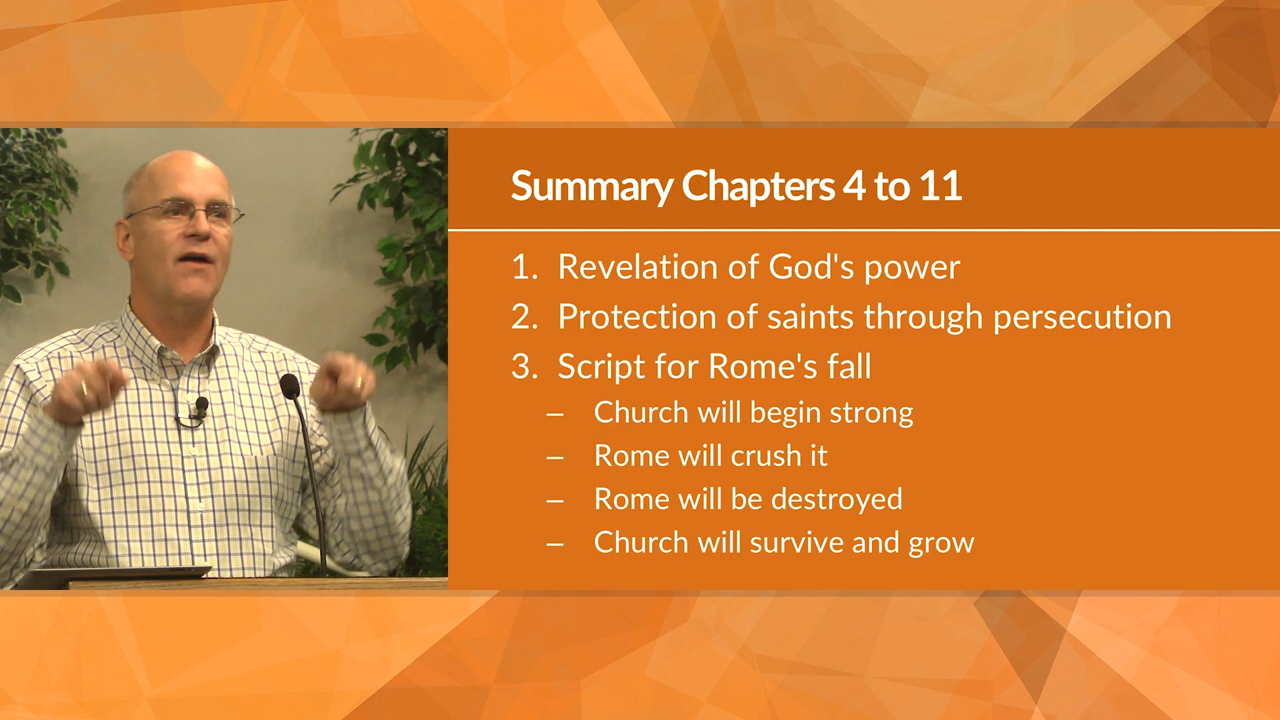 Summary Chapters 4 to 11
1. Revelation of God's power
2. Protection of saints through persecution
3. Script for Rome's fall
– Church will begin strong
– Rome will crush it
– Rome will be destroyed
– Church will survive and grow